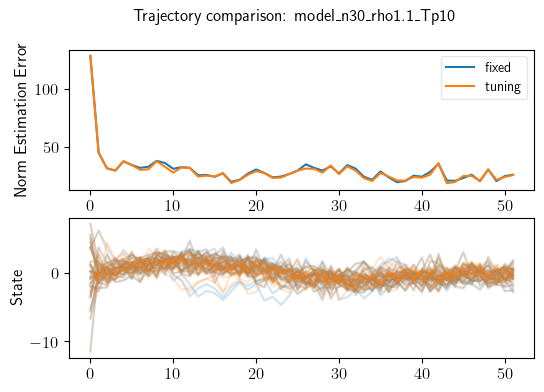 Trajectory comparison: model_n30_rho1.1_Tp10
Norm Estimation Error
100
50
fixed
tuning
0 10 20 30 40 50
State
0
−10
0 10 20 30 40 50